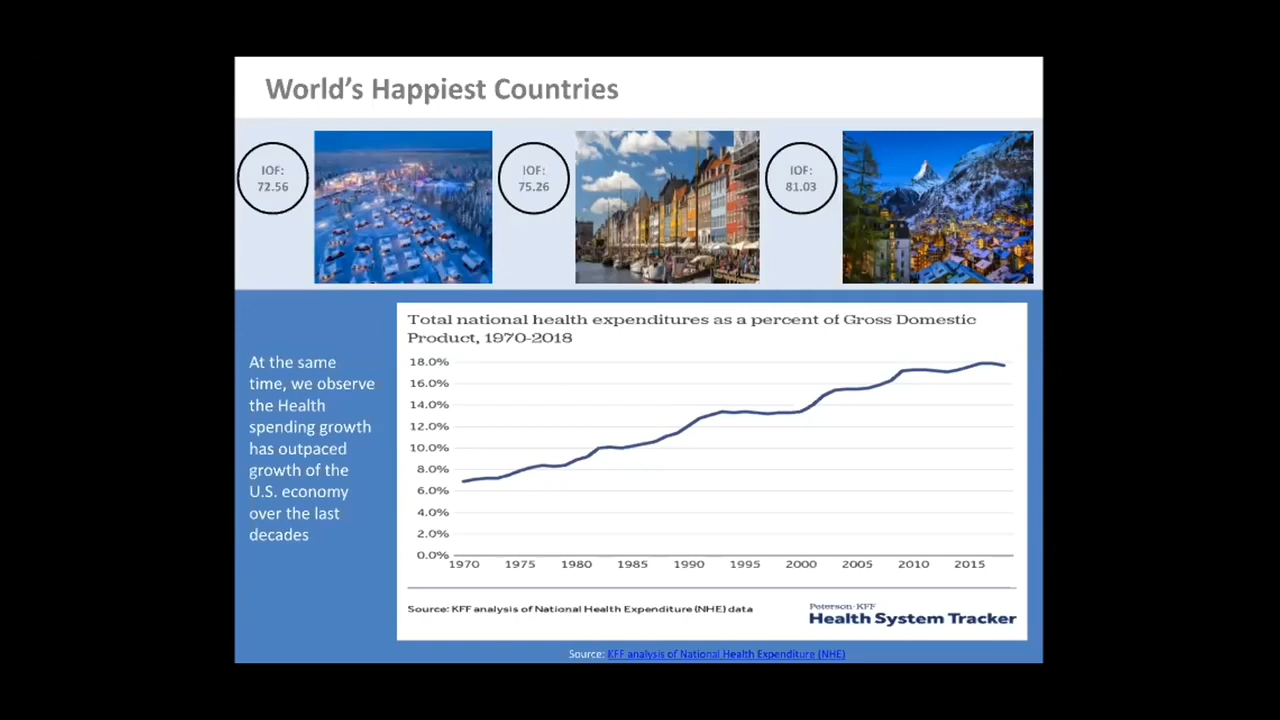 World's Happiest Countries
IOF:
72.56
IOF:
75.26
IOF:
81.03
At the same
time, we observe
the Health
spending growth
has outpaced
growth of the
U.S. economy
over the last
decades
Total national health expenditures as a percent of Gross Domestic
Product, 1970-2018
18.0%
16.0%
14.0%
12.0%
10.0%
8.0%
6.0%
4.0%
2.0%
0.0%
1970 1975 1980 1985 1990 1995 2000 2005 2010 2015
Source: KFF analysis of National Health Expenditure (NHE) data
Peterson-KFF
Health System Tracker
Source: KFF analysis of National Health Expenditure (NHE)